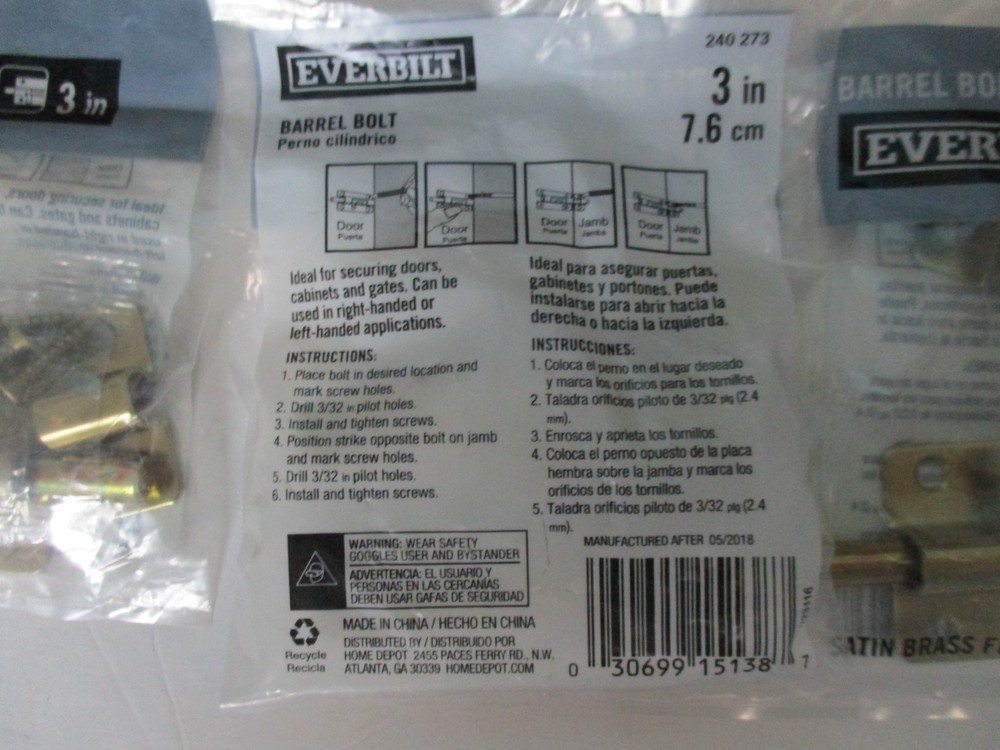 3 in
Ideal for securing doors,
cabinets and gates. Can
used in right-handed
EVERBILT
240 273
3 in
7.6 cm
BARREL BOLT
Perno cilíndrico
Door
Puerta
Door
Puerta
Door Jamb
Puerta Jamba
Door Jamb
Puerta Jamba
Ideal for securing doors,
cabinets and gates. Can be
used in right-handed or
left-handed applications.
INSTRUCTIONS:
1. Place bolt in desired location and
mark screw holes.
2. Drill 3/32 in pilot holes.
3. Install and tighten screws.
4. Position strike opposite bolt on jamb
and mark screw holes.
5. Drill 3/32 in pilot holes.
6. Install and tighten screws.
Ideal para asegurar puertas,
gabinetes y portones. Puede
instalarse para abrir hacia la
derecha o hacia la izquierda.
INSTRUCCIONES:
1. Coloca el perno en el lugar deseado
y marca los orificios para los tornillos.
2. Taladra orificios piloto de 3/32 plg (2.4
mm).
3. Enrosca y aprieta los tornillos.
4. Coloca el perno opuesto de la placa
hembra sobre la jamba y marca los
orificios de los tornillos.
5. Taladra orificios piloto de 3/32 plg (2.4
mm).
MANUFACTURED AFTER 05/2018
WARNING: WEAR SAFETY
GOGGLES USER AND BYSTANDER
ADVERTENCIA: EL USUARIO Y
PERSONAS EN LAS CERCANÍAS
DEBEN USAR GAFAS DE SEGURIDAD
Recycle
Recicla
MADE IN CHINA / HECHO EN CHINA
DISTRIBUTED BY / DISTRIBUIDO POR
HOME DEPOT 2455 PACES FERRY RD., N.W.
ATLANTA, GA 30339 HOMEDEPOT.COM
0 30699 15138 7
BARREL BO
EVER
SATIN BRASS F